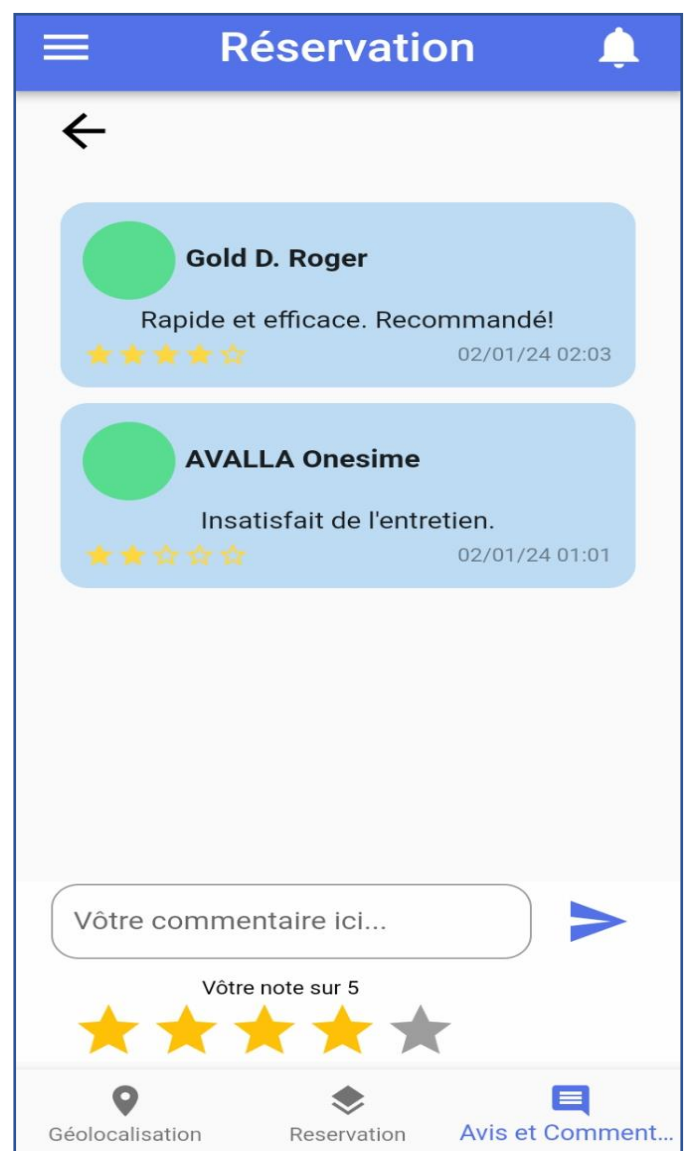 Réservation
Gold D. Roger
Rapide et efficace. Recommandé!
02/01/24 02:03
AVALLA Onesime
Insatisfait de l'entretien.
02/01/24 01:01
Vôtre commentaire ici...
Vôtre note sur 5
Géolocalisation Reservation Avis et Comment...